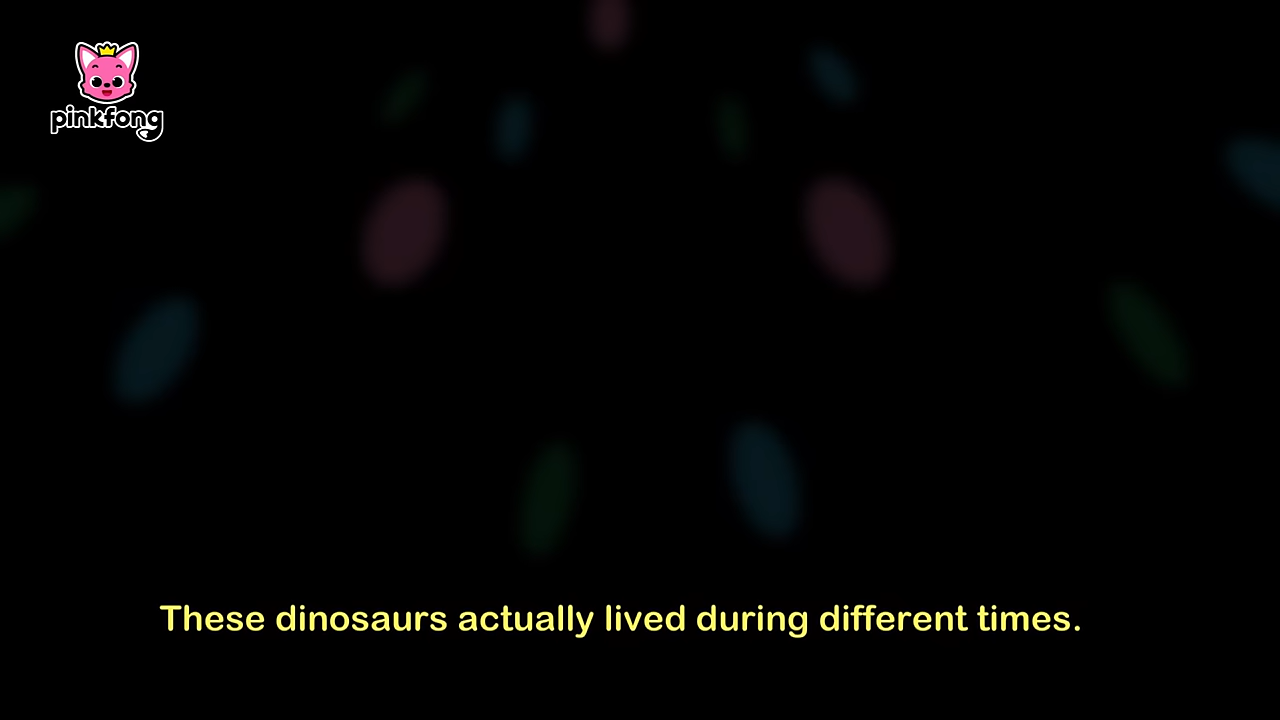 pinkfong
These dinosaurs actually lived during different times.